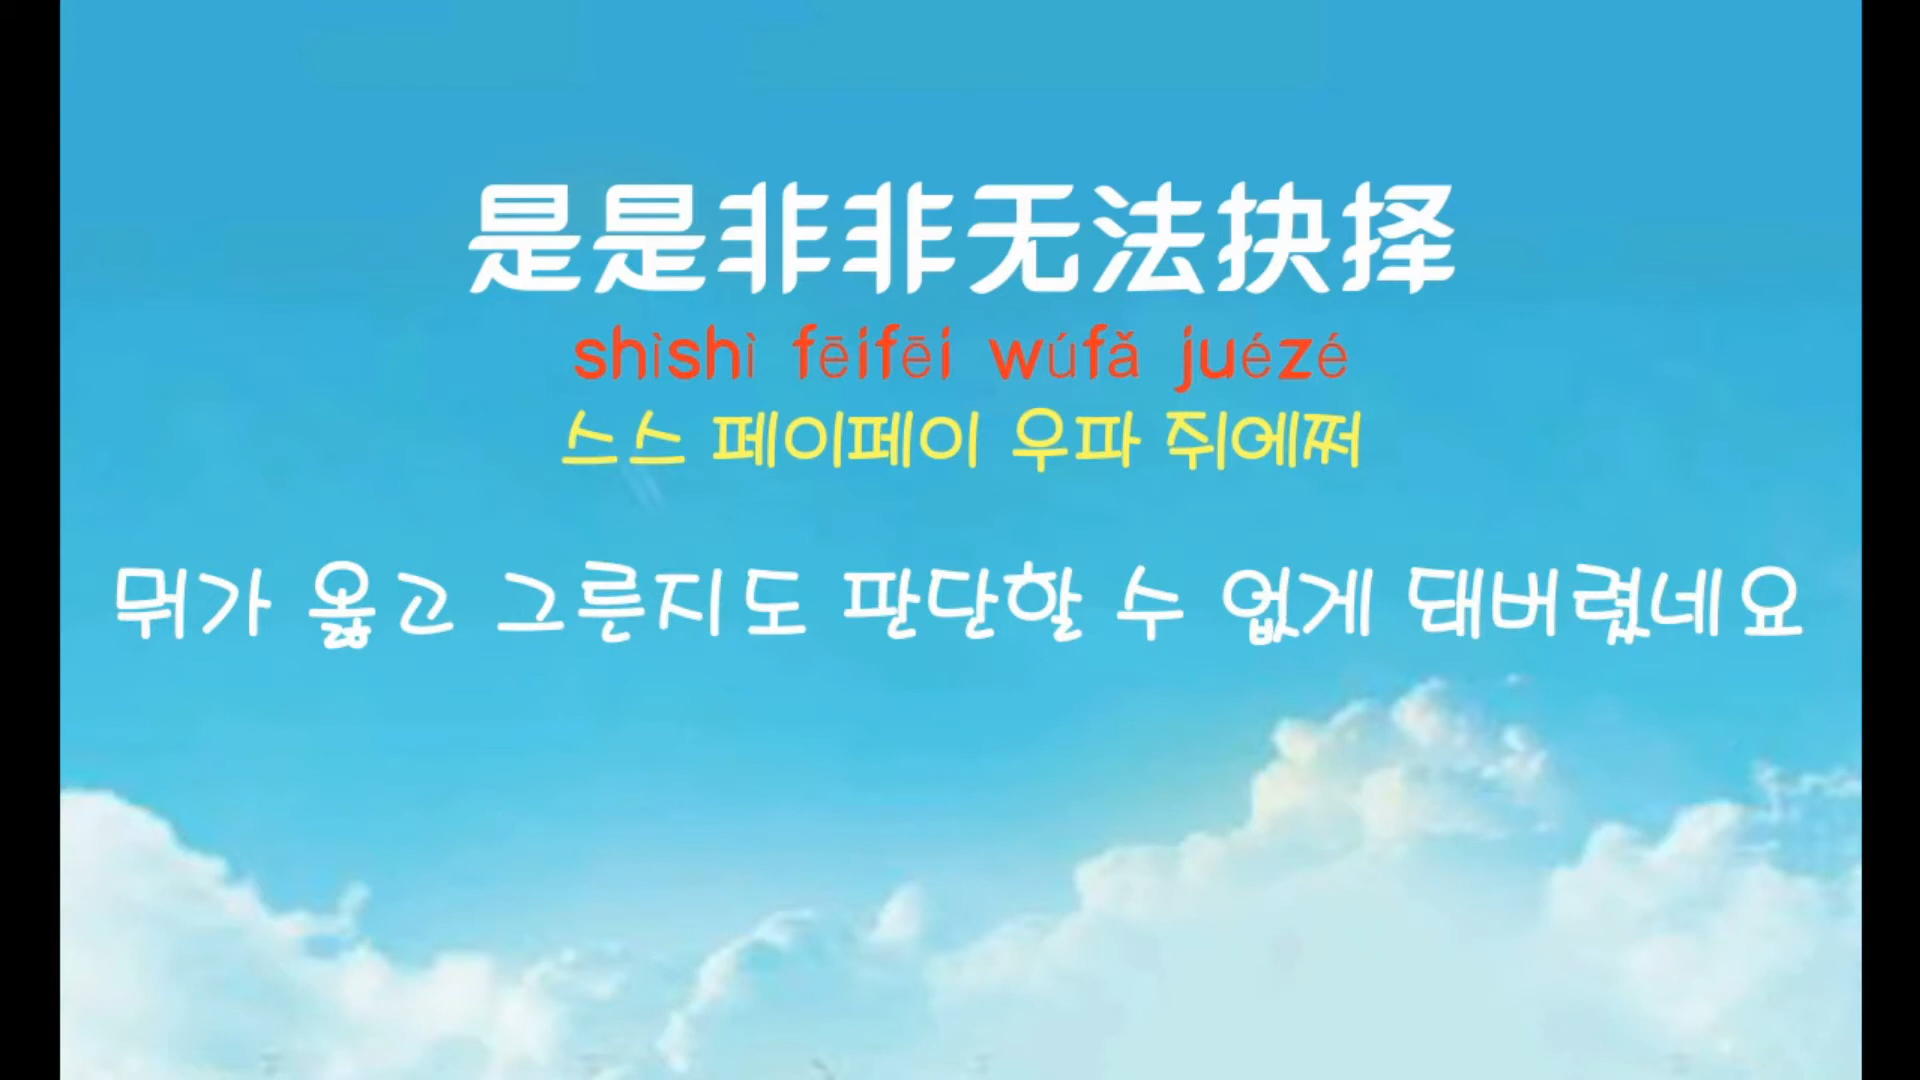 是是非非无法抉择
shìshì fēifēi wúfǎ juézé
스스 페이페이 우파 쥐에쩌
뭐가 옳고 그른지도 판단할 수 없게 돼버렸네요